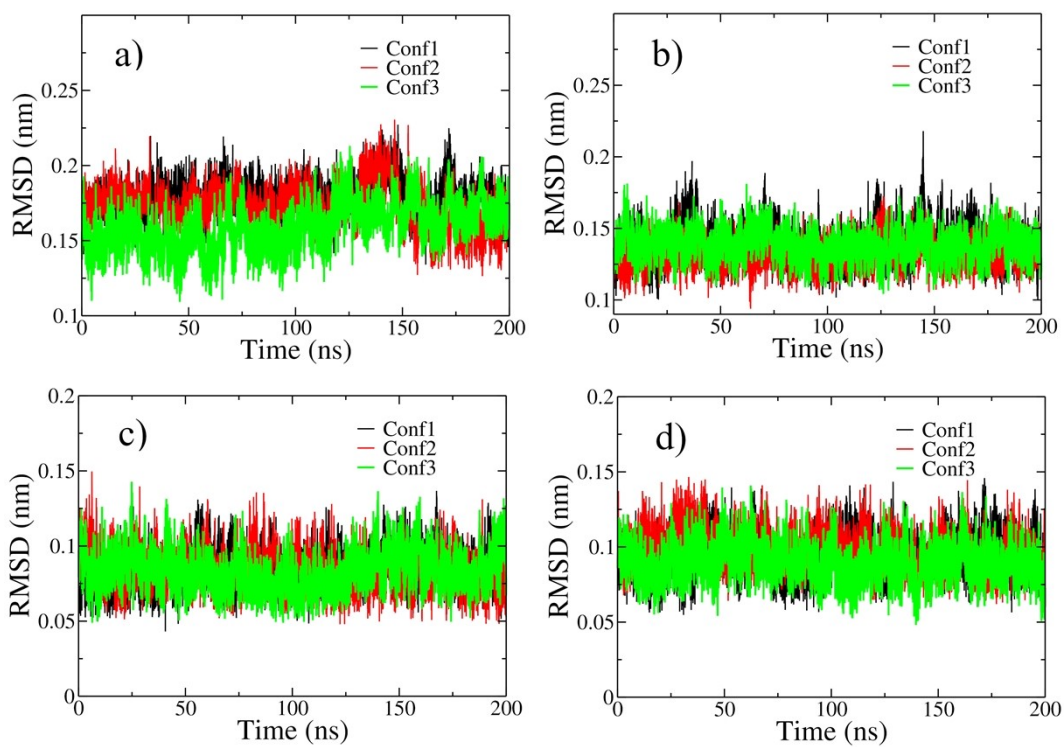 a)
Conf1
Conf2
Conf3
RMSD (nm)
0.25
0.2
0.15
0.1
0 50 100 150 200
Time (ns)
b)
Conf1
Conf2
Conf3
RMSD (nm)
0.25
0.2
0.15
0.1
0 50 100 150 200
Time (ns)
c)
Conf1
Conf2
Conf3
RMSD (nm)
0.2
0.15
0.1
0.05
0
0 50 100 150 200
Time (ns)
d)
Conf1
Conf2
Conf3
RMSD (nm)
0.2
0.15
0.1
0.05
0
0 50 100 150 200
Time (ns)